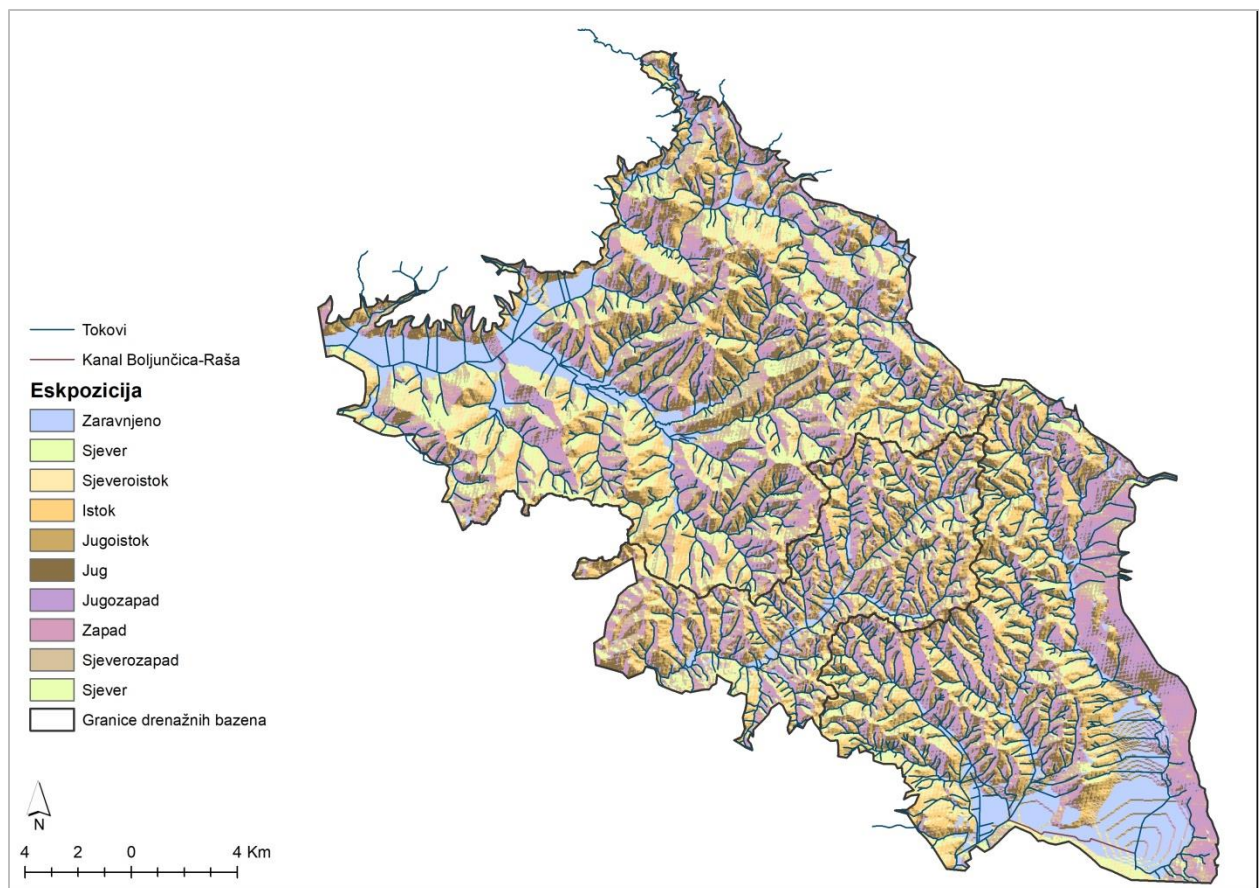 Tokovi
Kanal Boljunčica-Raša
Eskpozicija
Zaravnjeno
Sjever
Sjeveroistok
Istok
Jugoistok
Jug
Jugozapad
Zapad
Sjeverozapad
Sjever
Granice drenažnih bazena
N
4 2 0 4 Km